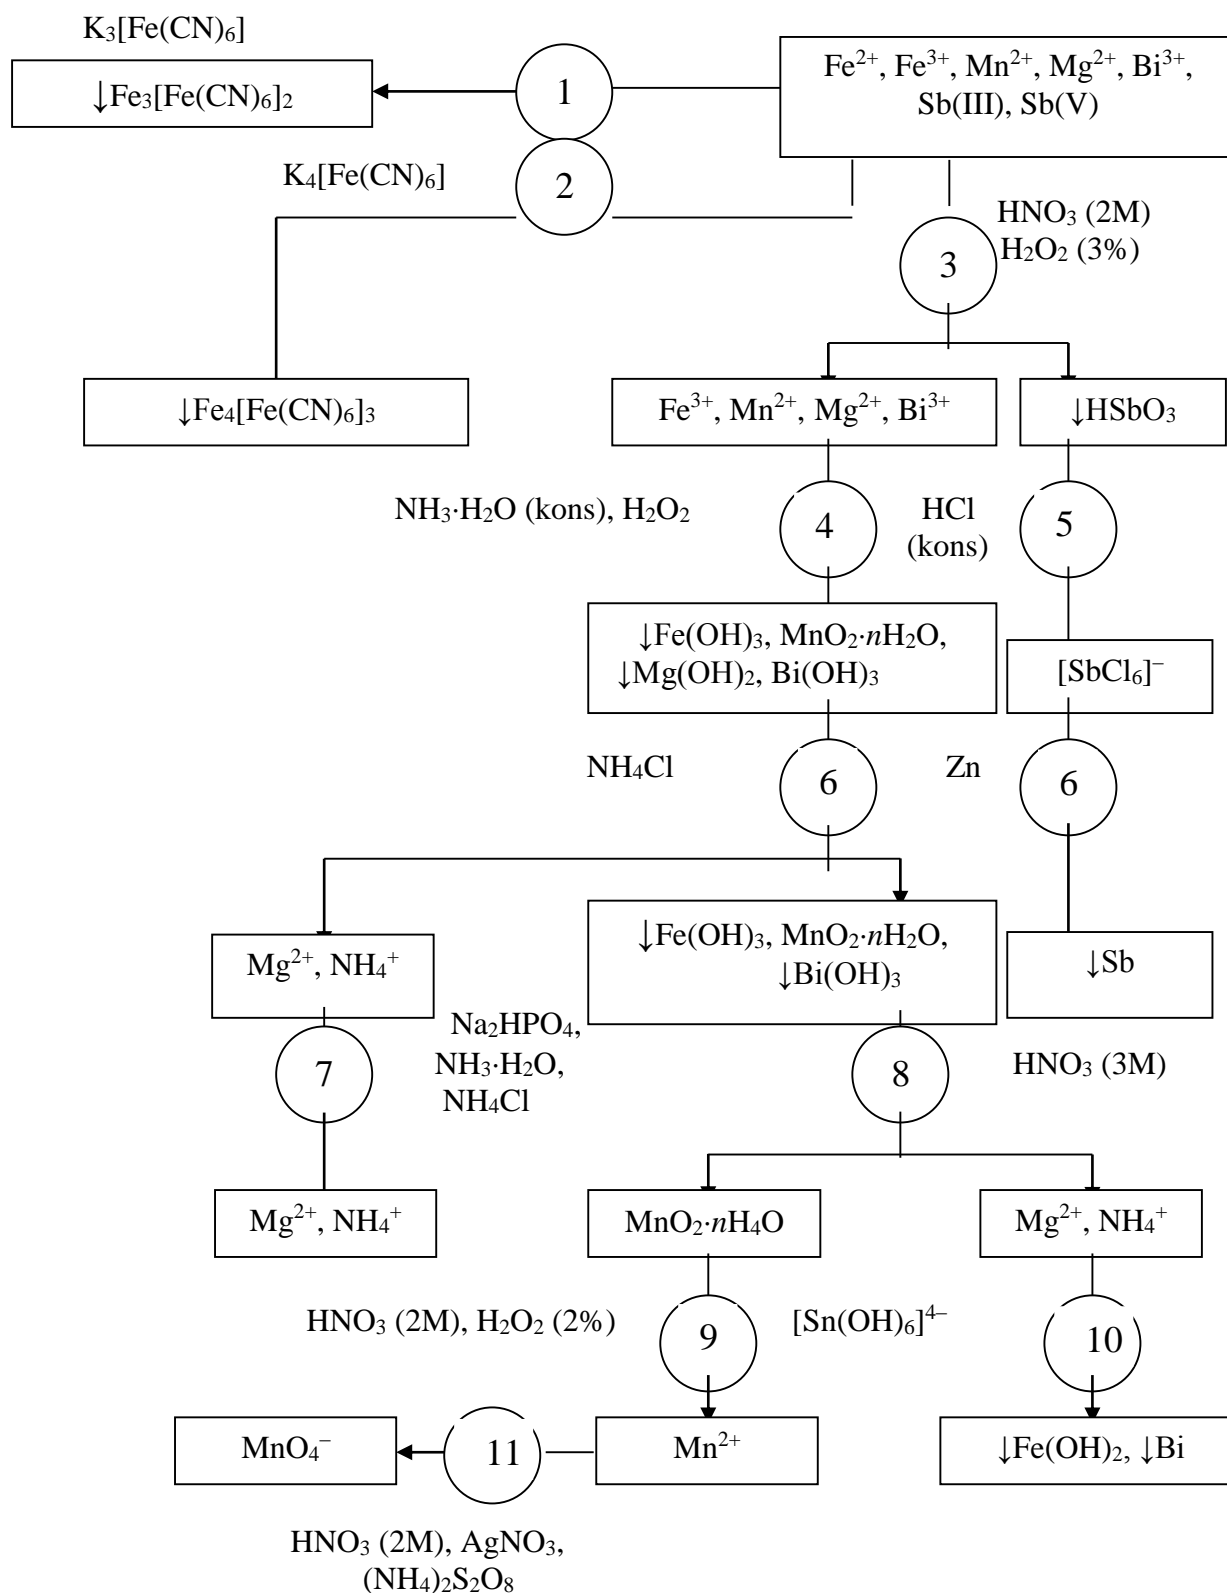 K₃[Fe(CN)₆]
↓Fe₃[Fe(CN)₆]₂
1
Fe²⁺, Fe³⁺, Mn²⁺, Mg²⁺, Bi³⁺,
Sb(III), Sb(V)
K₄[Fe(CN)₆]
2
HNO₃ (2M)
H₂O₂ (3%)
3
↓Fe₄[Fe(CN)₆]₃
Fe³⁺, Mn²⁺, Mg²⁺, Bi³⁺
↓HSbO₃
NH₃·H₂O (kons), H₂O₂
4
HCl
(kons)
5
↓Fe(OH)₃, MnO₂·nH₂O,
↓Mg(OH)₂, Bi(OH)₃
[SbCl₆]⁻
NH₄Cl
6
Zn
6
Mg²⁺, NH₄⁺
↓Fe(OH)₃, MnO₂·nH₂O,
↓Bi(OH)₃
↓Sb
7
Na₂HPO₄,
NH₃·H₂O,
NH₄Cl
8
HNO₃ (3M)
Mg²⁺, NH₄⁺
MnO₂·nH₄O
Mg²⁺, NH₄⁺
HNO₃ (2M), H₂O₂ (2%)
9
[Sn(OH)₆]⁴⁻
10
MnO₄⁻
11
Mn²⁺
↓Fe(OH)₂, ↓Bi
HNO₃ (2M), AgNO₃,
(NH₄)₂S₂O₈